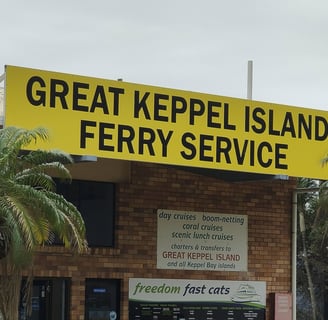 GREAT KEPPEL ISLAND
FERRY SERVICE
day cruises boom-netting
coral cruises
scenic lunch cruises
charters & transfers to
GREAT KEPPEL ISLAND
and all Keppel Bay islands
freedom fast cats